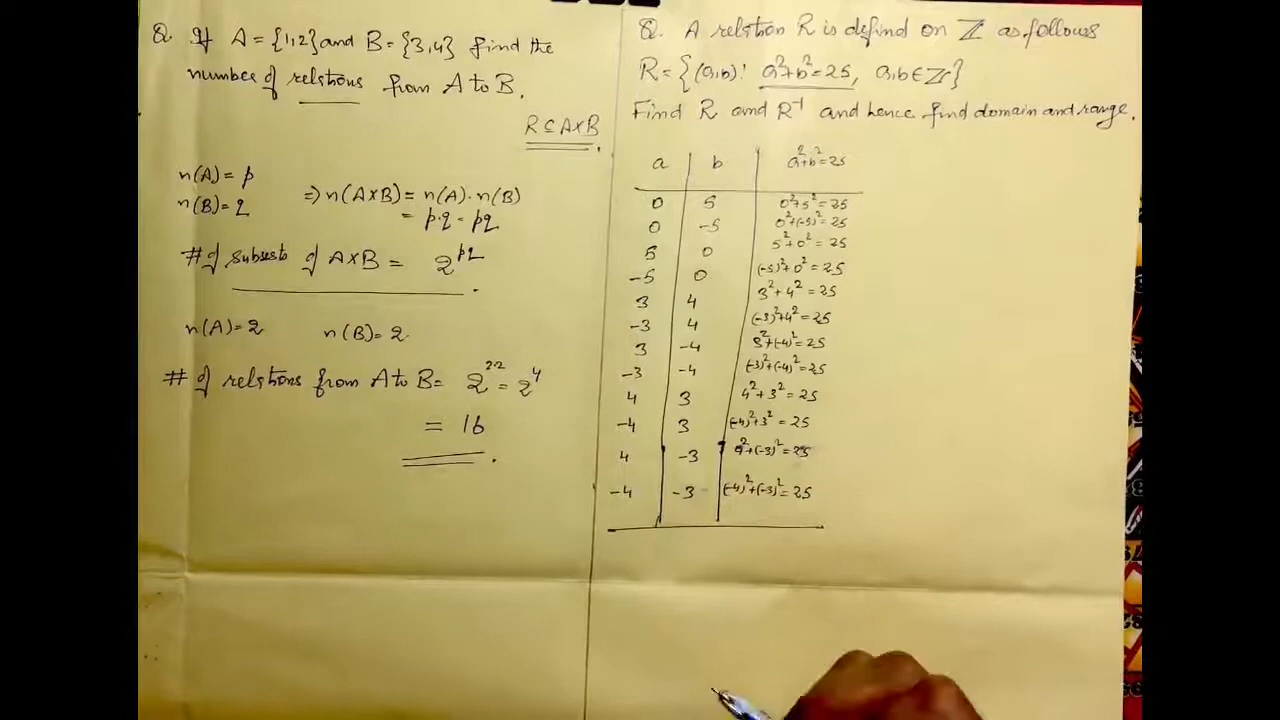 Q. If A = {1,2} and B = {3,4} find the
number of relations from A to B.
R ⊆ A×B
n(A) = p
n(B) = q
⇒ n(A×B) = n(A)·n(B)
= p·q = pq
# of subsests of A×B = 2^pq
n(A) = 2 n(B) = 2
# of relations from A to B = 2^2·2 = 2^4
= 16
Q. A relation R is defind on ℤ as follows
R = {(a,b): a²+b²=25, a,b∈ℤ}
Find R and R⁻¹ and hence find domain and range.
a b a²+b²=25
0 5 0²+5²=25
0 -5 0²+(-5)²=25
5 0 5²+0²=25
-5 0 (-5)²+0²=25
3 4 3²+4²=25
-3 4 (-3)²+4²=25
3 -4 3²+(-4)²=25
-3 -4 (-3)²+(-4)²=25
4 3 4²+3²=25
-4 3 (-4)²+3²=25
4 -3 4²+(-3)²=25
-4 -3 (-4)²+(-3)²=25